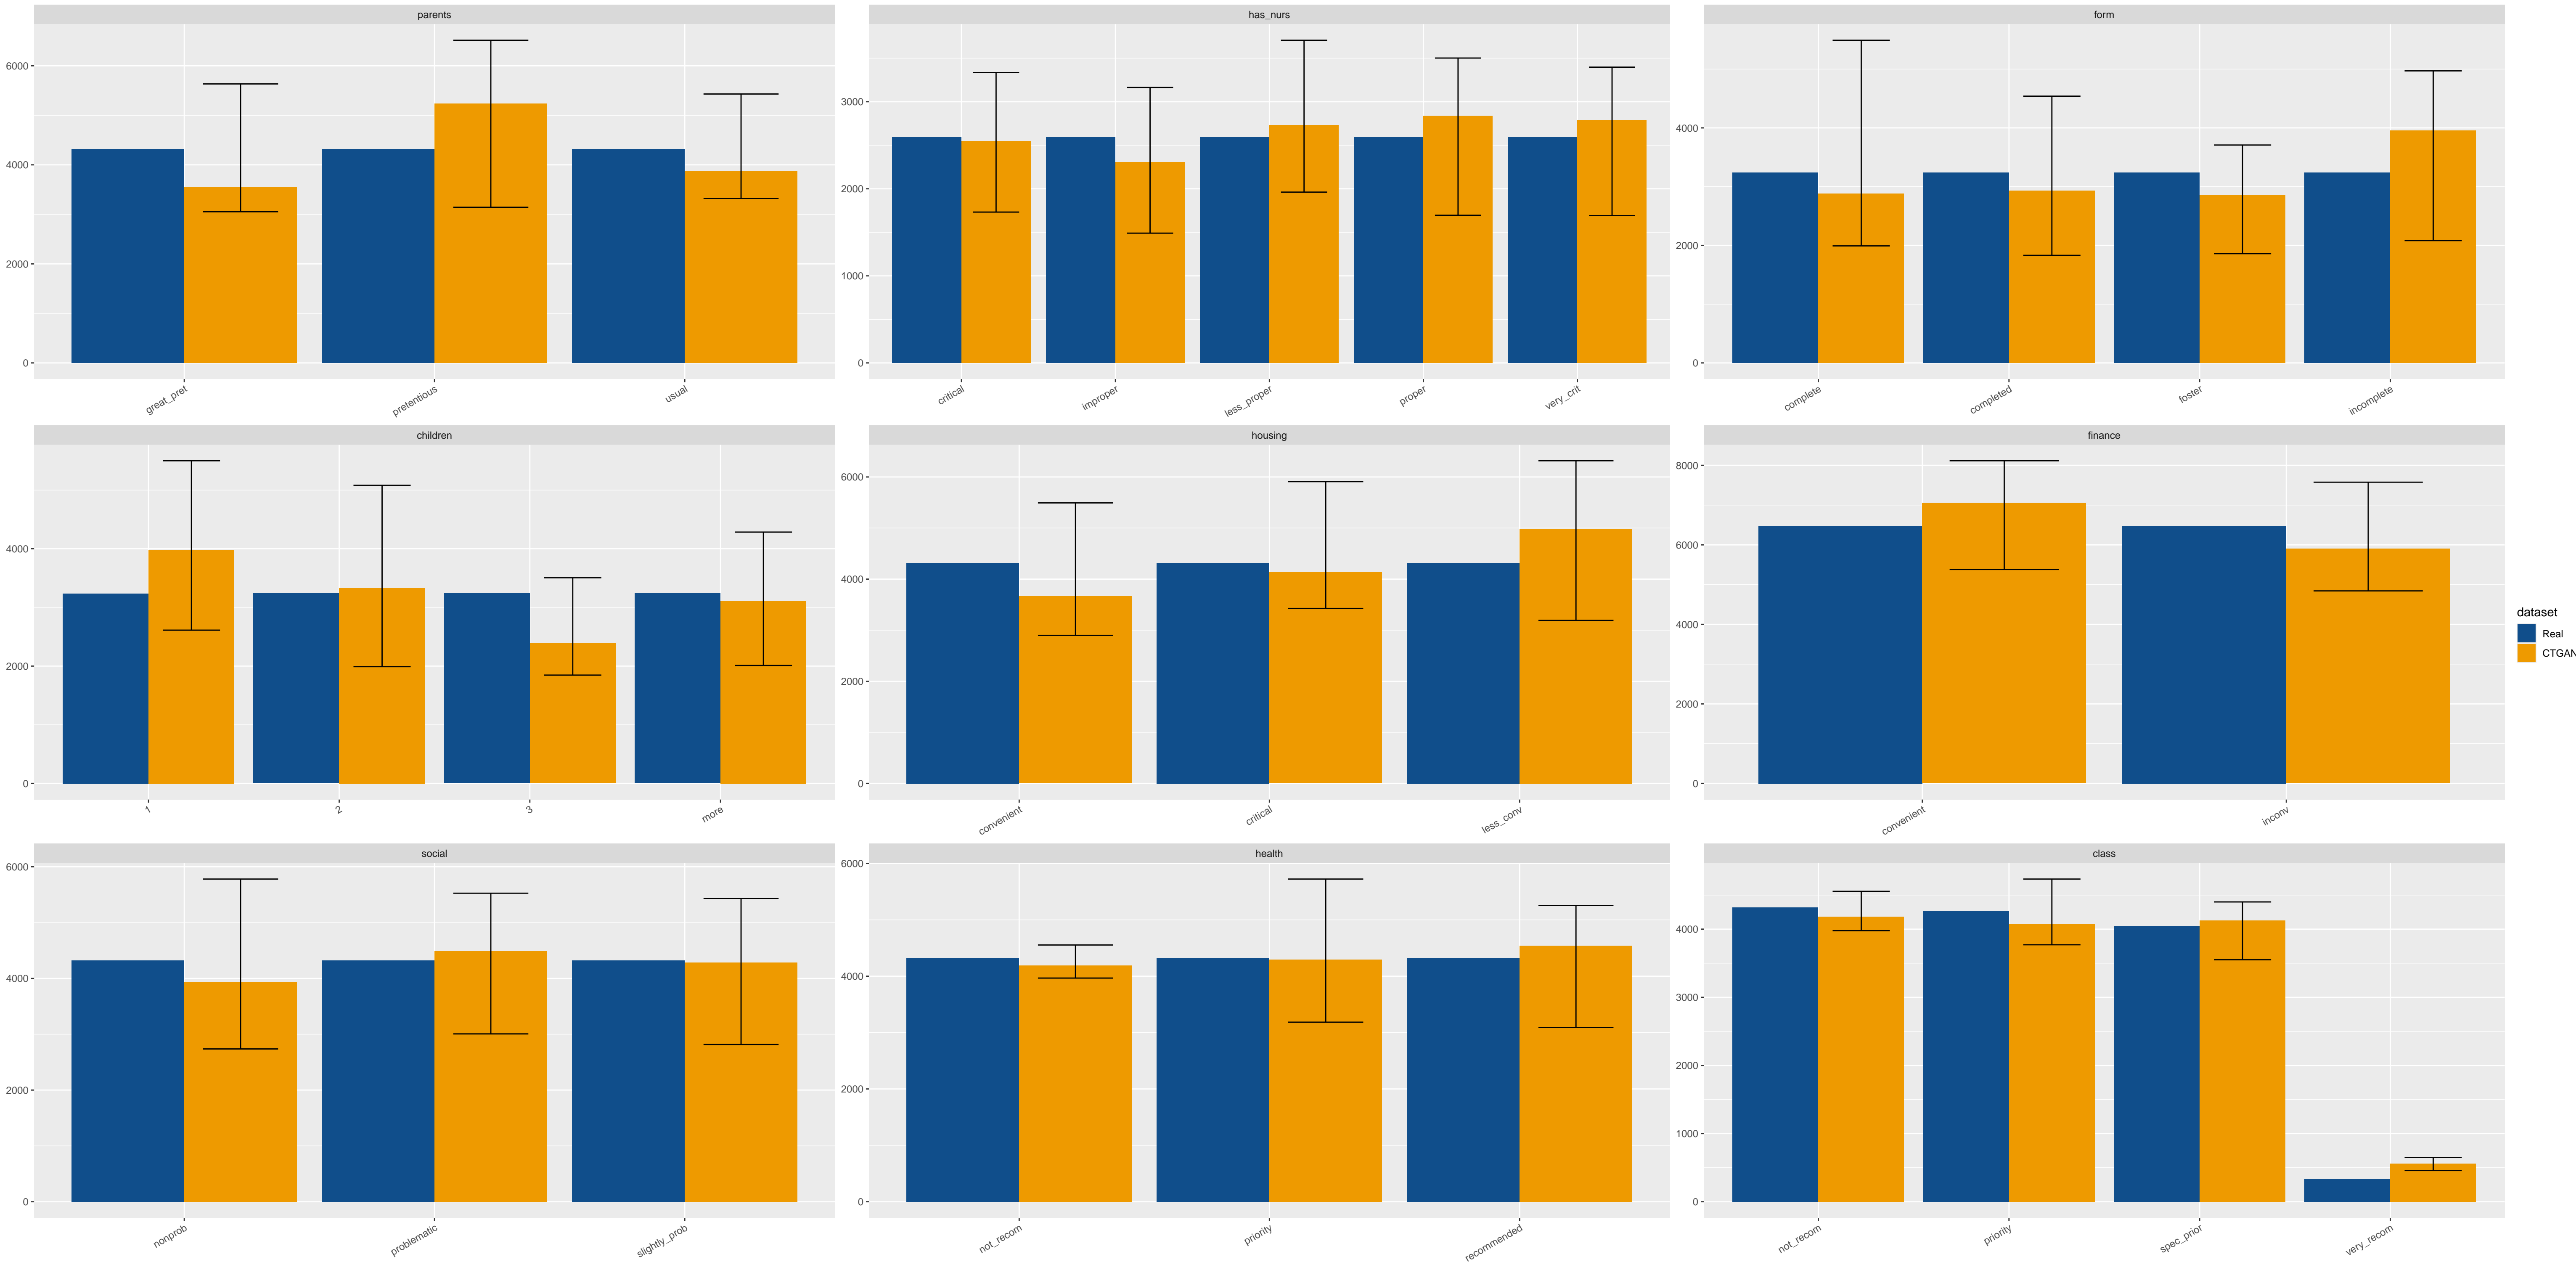 parents
has_nurs
form
6000
4000
2000
0
great_pret
pretentious
usual
3000
2000
1000
0
critical
improper
less_proper
proper
very_crit
4000
2000
0
complete
completed
foster
incomplete
children
housing
finance
4000
2000
0
1
2
3
more
6000
4000
2000
0
convenient
critical
less_conv
8000
6000
4000
2000
0
convenient
inconv
dataset
Real
CTGAN
social
health
class
6000
4000
2000
0
nonprob
problematic
slightly_prob
6000
4000
2000
0
not_recom
priority
recommended
4000
3000
2000
1000
0
not_recom
priority
spec_prior
very_recom